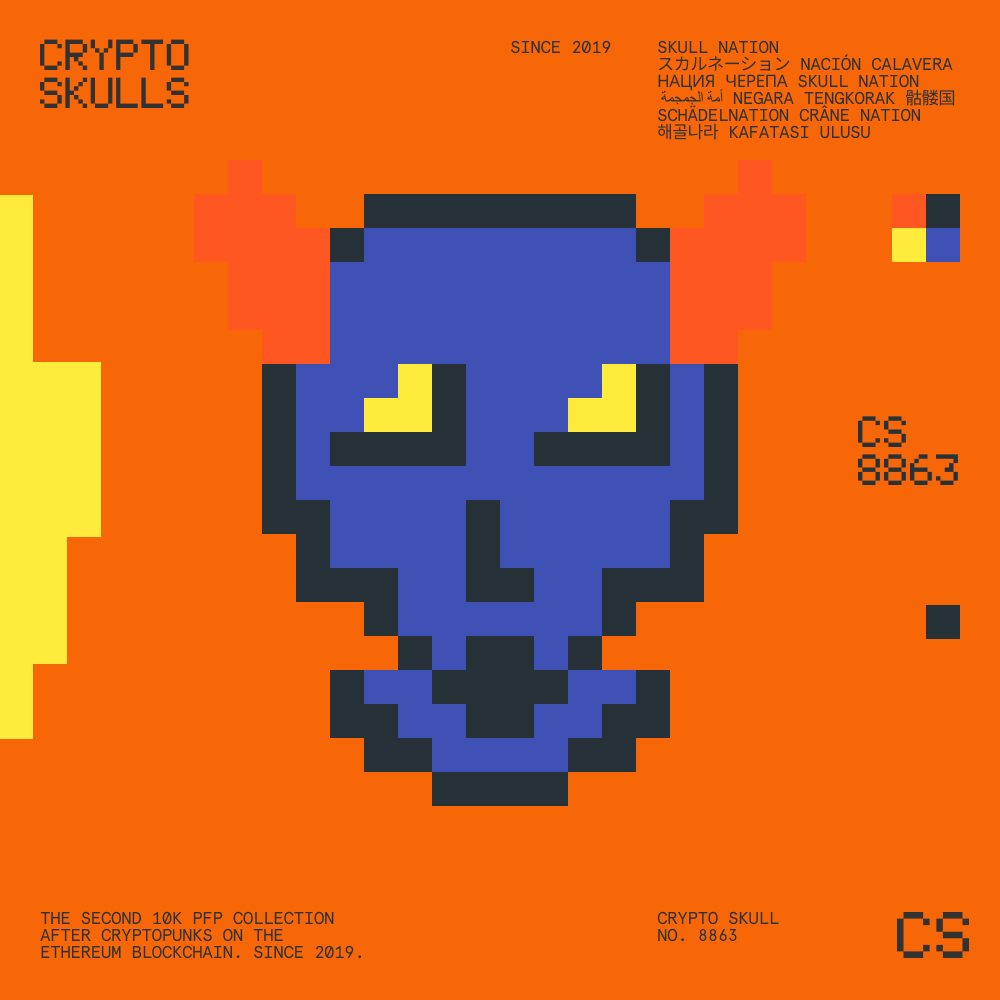 CRYPTO
SKULLS
SINCE 2019
SKULL NATION
スカルネーション NACIÓN CALAVERA
НАЦИЯ ЧЕРЕПА SKULL NATION
أمة الجمجمة NEGARA TENGKORAK 骷髅国
SCHÄDELNATION CRÂNE NATION
해골나라 KAFATASI ULUSU
CS
8863
THE SECOND 10K PFP COLLECTION
AFTER CRYPTOPUNKS ON THE
ETHEREUM BLOCKCHAIN. SINCE 2019.
CRYPTO SKULL
NO. 8863
CS